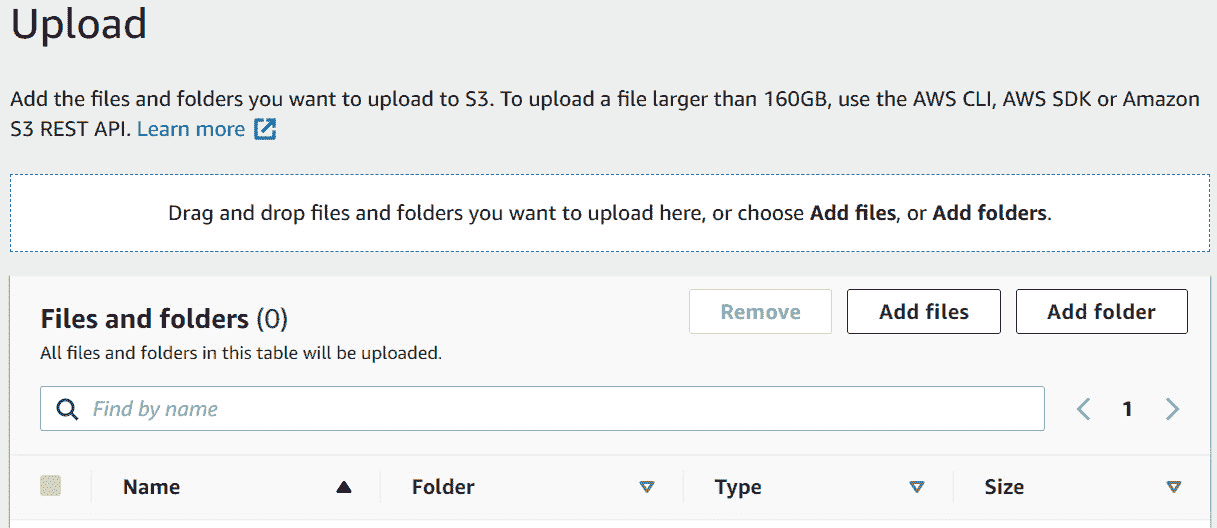 Upload
Add the files and folders you want to upload to S3. To upload a file larger than 160GB, use the AWS CLI, AWS SDK or Amazon
S3 REST API. Learn more
Drag and drop files and folders you want to upload here, or choose Add files, or Add folders.
Files and folders (0)
Remove Add files Add folder
All files and folders in this table will be uploaded.
Find by name 1
Name Folder Type Size